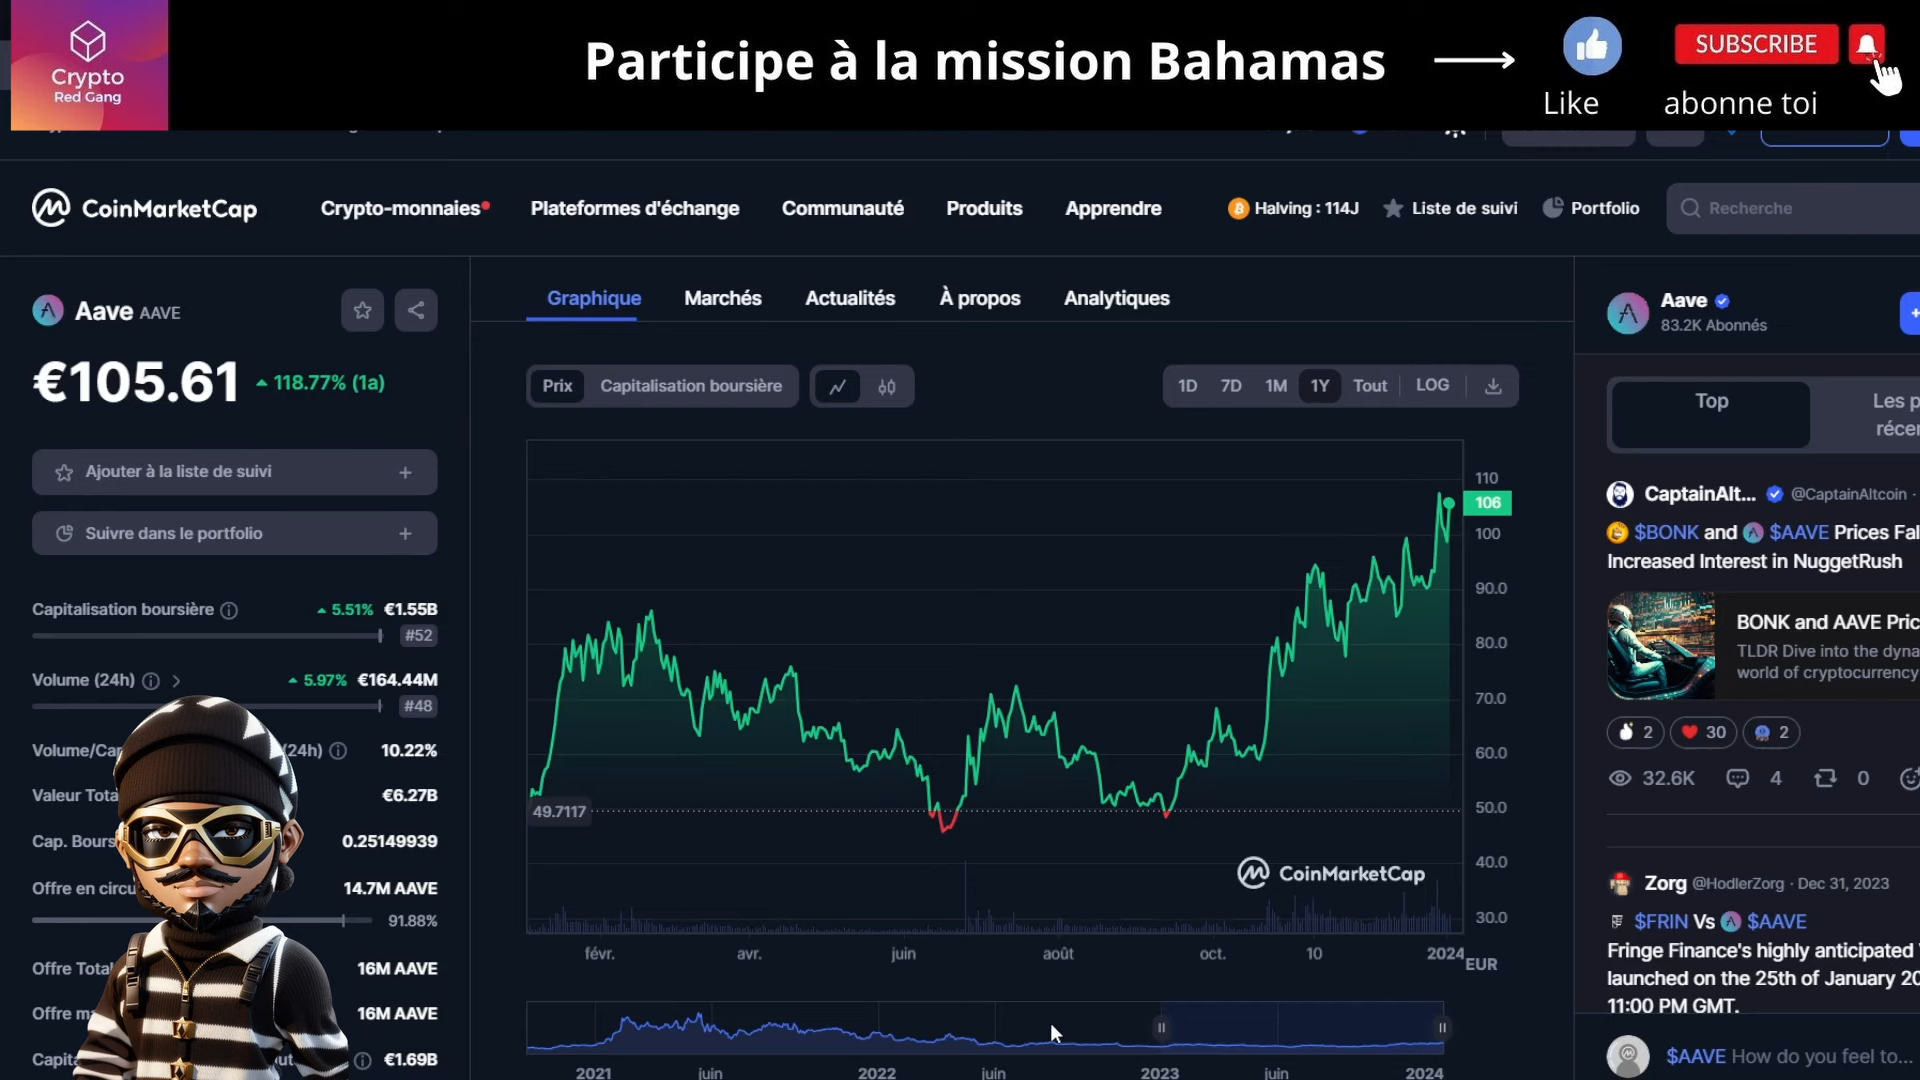 Crypto
Red Gang
Participe à la mission Bahamas
SUBSCRIBE
Like
abonne toi
CoinMarketCap
Crypto-monnaies
Plateformes d'échange
Communauté
Produits
Apprendre
Halving : 114J
Liste de suivi
Portfolio
Recherche
Aave AAVE
€105.61
118.77% (1a)
Ajouter à la liste de suivi
Suivre dans le portfolio
Capitalisation boursière
5.51% €1.55B
#52
Volume (24h)
5.97% €164.44M
#48
(24h)
10.22%
€6.27B
0.25149939
14.7M AAVE
91.88%
16M AAVE
16M AAVE
€1.69B
Graphique
Marchés
Actualités
À propos
Analytiques
Prix
Capitalisation boursière
1D 7D 1M 1Y Tout LOG
110
106
100
90.0
80.0
70.0
60.0
50.0
40.0
30.0
49.7117
CoinMarketCap
févr. avr. juin août oct. 10 2024
EUR
2021 juin 2022 juin 2023 juin 2024
Aave
83.2K Abonnés
Top
Les
CaptainAlt... @CaptainAltcoin
$BONK and $AAVE Prices
Increased Interest in NuggetRush
BONK and AAVE
TLDR Dive into the
world of cryptocurrency
2 30 2
32.6K 4 0
Zorg @HodlerZorg · Dec 31, 2023
$FRIN Vs $AAVE
Fringe Finance's highly anticipated
launched on the 25th of January
11:00 PM GMT.
$AAVE How do you feel to...